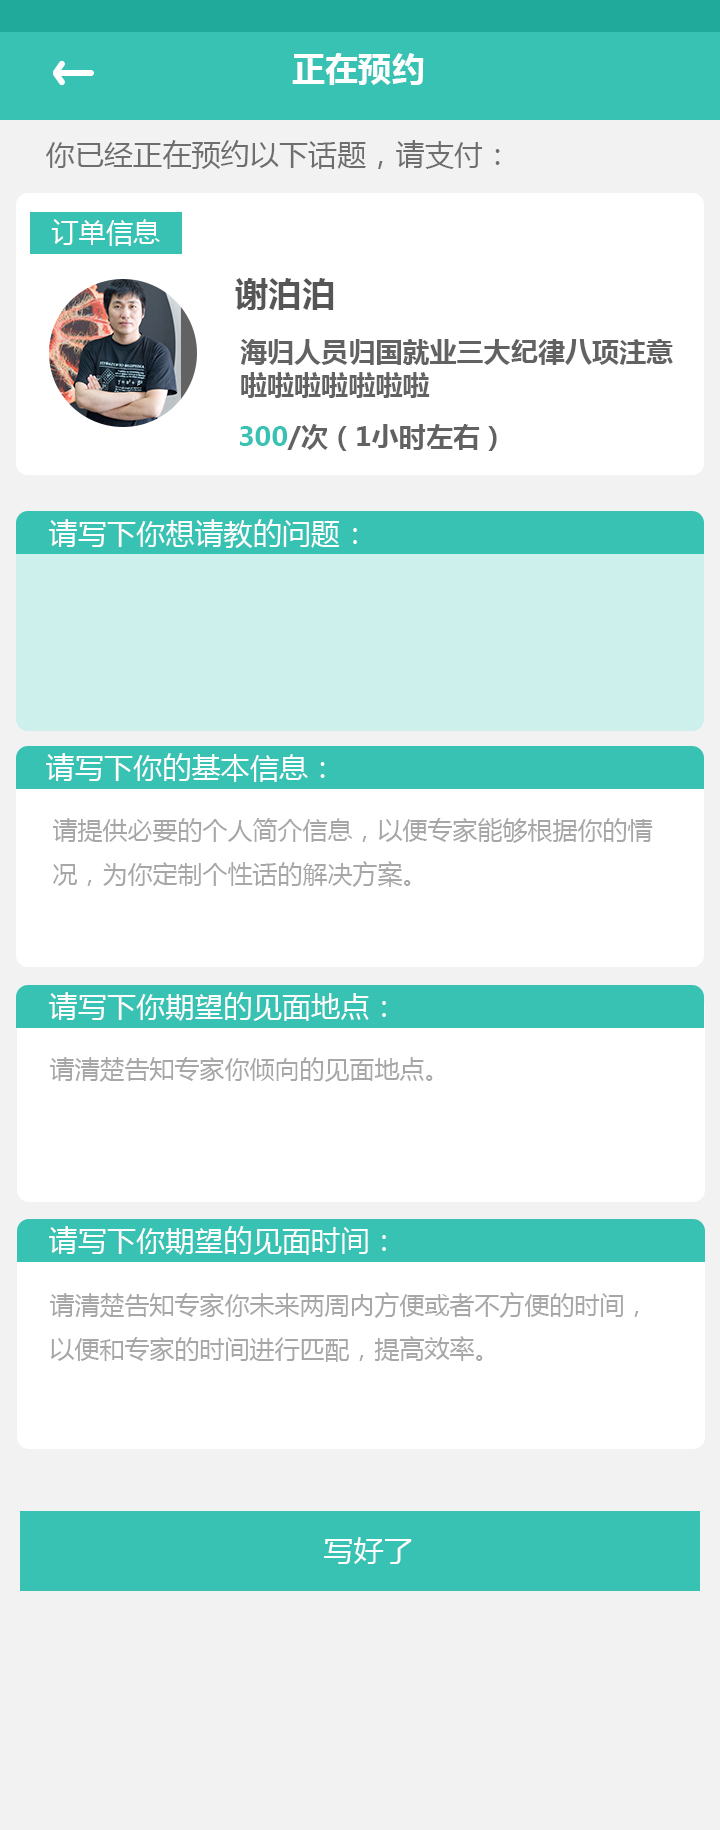 正在预约
你已经正在预约以下话题，请支付：
订单信息
谢泊泊
海归人员归国就业三大纪律八项注意
啦啦啦啦啦啦啦
300/次（1小时左右）
请写下你想请教的问题：
请写下你的基本信息：
请提供必要的个人简介信息，以便专家能够根据你的情
况，为你定制个性话的解决方案。
请写下你期望的见面地点：
请清楚告知专家你倾向的见面地点。
请写下你期望的见面时间：
请清楚告知专家你未来两周内方便或者不方便的时间，
以便和专家的时间进行匹配，提高效率。
写好了